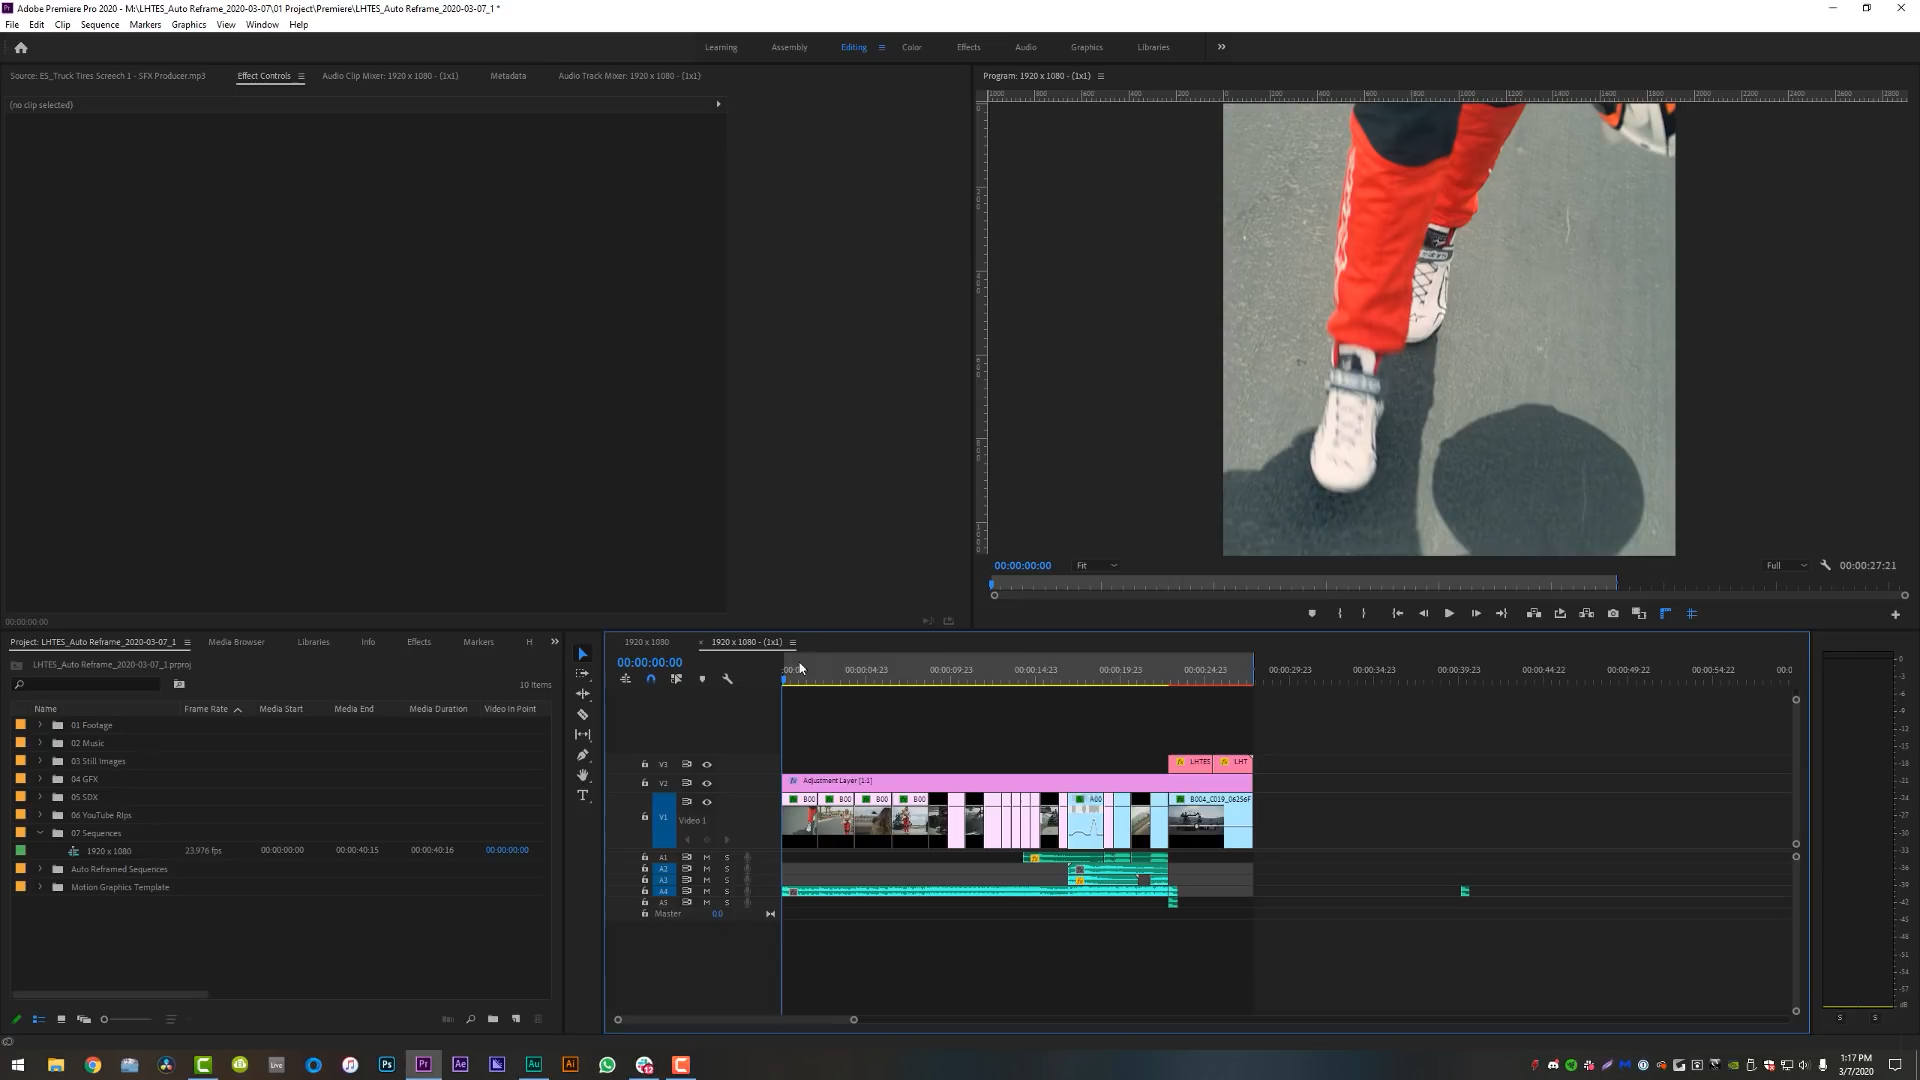 Adobe Premiere Pro 2020 - M:\LHTES_Auto Reframe_2020-03-07\01 Project\Premiere\LHTES_Auto Reframe_2020-03-07_1 *
File Edit Clip Sequence Markers Graphics View Window Help
Learning Assembly Editing Color Effects Audio Graphics Libraries
Source: ES_Truck Tires Screech 1 - SFX Producer.mp3 Effect Controls Audio Clip Mixer: 1920 x 1080 - (1x1) Metadata Audio Track Mixer: 1920 x 1080 - (1x1) Program: 1920 x 1080 - (1x1)
(no clip selected)
00:00:00:00 Fit Full 00:00:27:21
00:00:00:00
Project: LHTES_Auto Reframe_2020-03-07_1 Media Browser Libraries Info Effects Markers H
LHTES_Auto Reframe_2020-03-07_1.prproj
10 Items
Name Frame Rate Media Start Media End Media Duration Video In Point
01 Footage
02 Music
03 Still Images
04 GFX
05 SDX
06 YouTube RIps
07 Sequences
1920 x 1080 23.976 fps 00:00:00:00 00:00:40:15 00:00:40:16 00:00:00:00
Auto Reframed Sequences
Motion Graphics Template
1920 x 1080 1920 x 1080 - (1x1)
00:00:00:00
00:00:04:23 00:00:09:23 00:00:14:23 00:00:19:23 00:00:24:23 00:00:29:23 00:00:34:23 00:00:39:23 00:00:44:22 00:00:49:22 00:00:54:22
V3 LHTES LHT
V2 Adjustment Layer [1:1]
B00 B00 B00 B00 A00 B004_C019_06256F
V1 Video 1
A1 M S
A2 M S
A3 M S
A4 M S
A5 M S
Master 0.0
S S
1:17 PM
3/7/2020